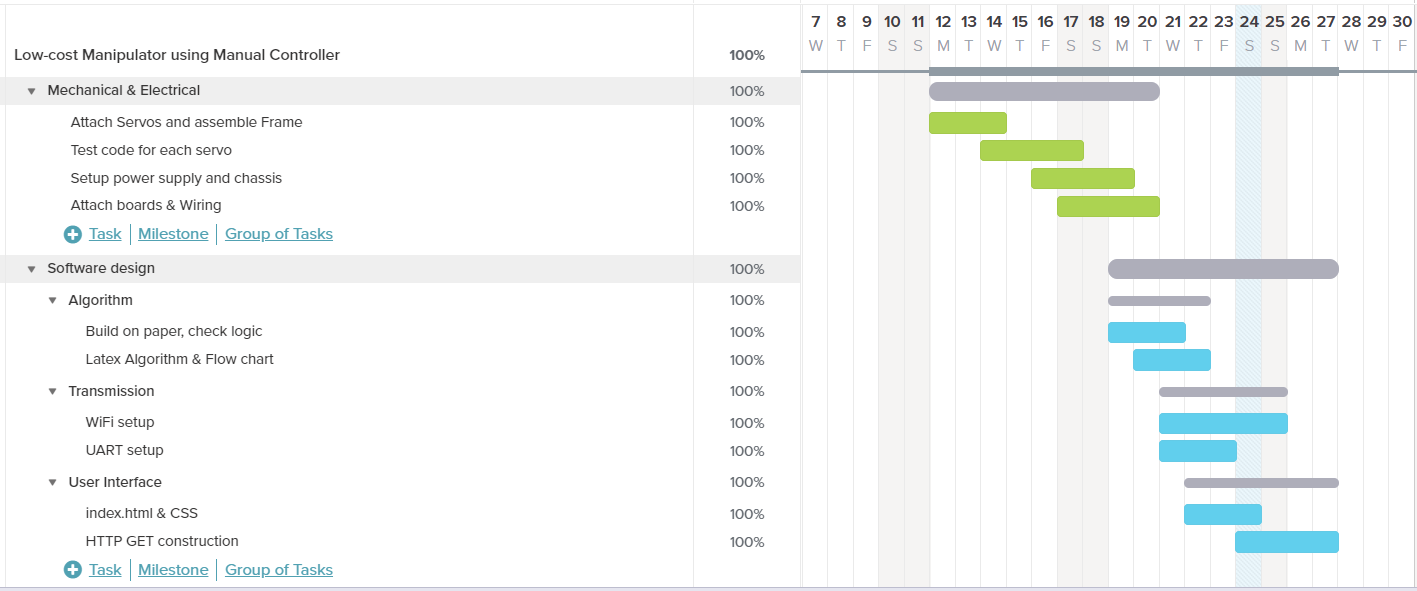 7 8 9 10 11 12 13 14 15 16 17 18 19 20 21 22 23 24 25 26 27 28 29 30
W T F S S M T W T F S S M T W T F S S M T W T F
Low-cost Manipulator using Manual Controller 100%
Mechanical & Electrical 100%
Attach Servos and assemble Frame 100%
Test code for each servo 100%
Setup power supply and chassis 100%
Attach boards & Wiring 100%
Task | Milestone | Group of Tasks
Software design 100%
Algorithm 100%
Build on paper, check logic 100%
Latex Algorithm & Flow chart 100%
Transmission 100%
WiFi setup 100%
UART setup 100%
User Interface 100%
index.html & CSS 100%
HTTP GET construction 100%
Task | Milestone | Group of Tasks